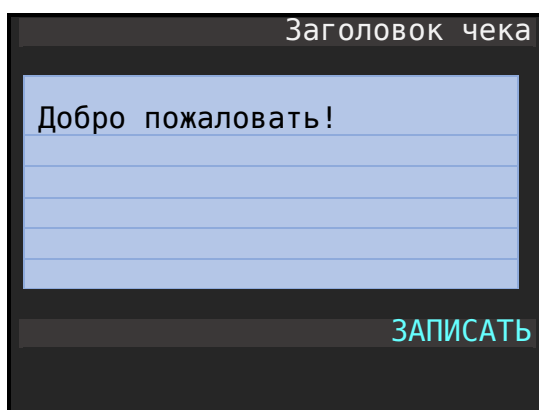 Заголовок чека
Добро пожаловать!
ЗАПИСАТЬ